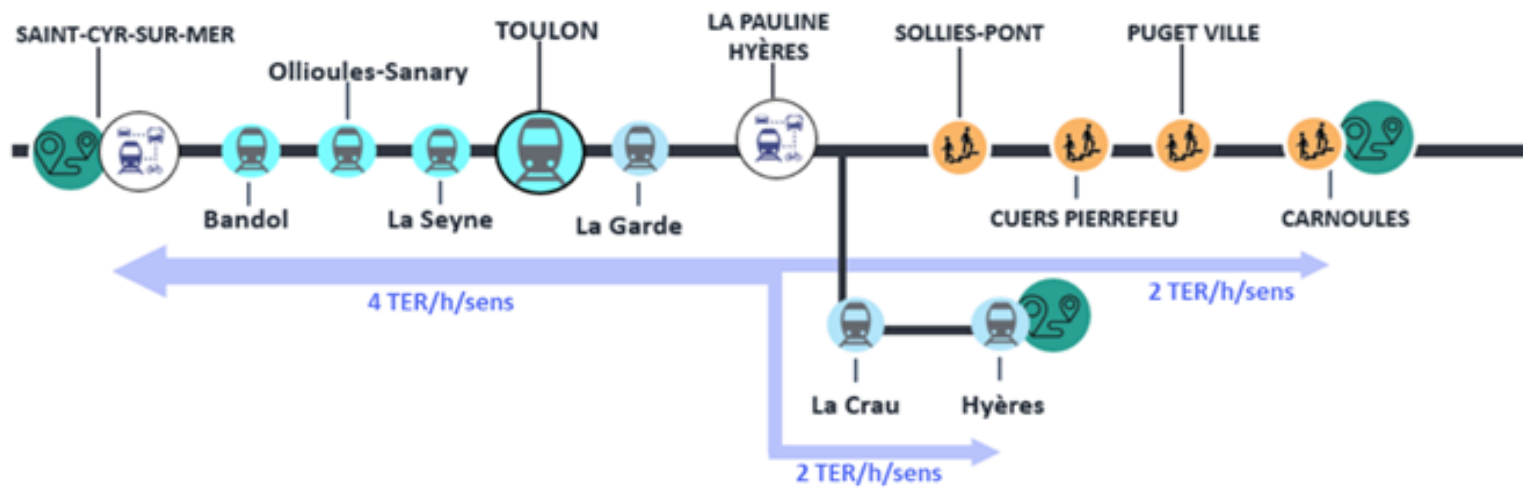 SAINT-CYR-SUR-MER
Ollioules-Sanary
TOULON
LA PAULINE
HYÈRES
SOLLIES-PONT
PUGET VILLE
Bandol
La Seyne
La Garde
CUERS PIERREFEU
CARNOULES
4 TER/h/sens
2 TER/h/sens
La Crau
Hyères
2 TER/h/sens